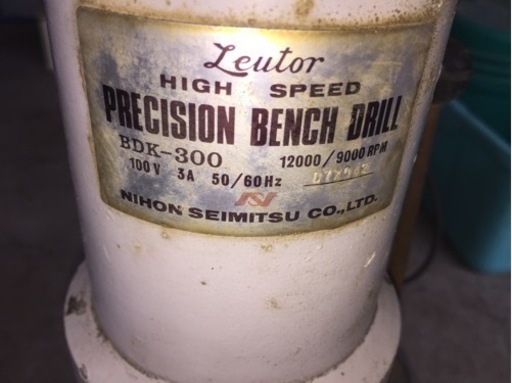 Leutor
HIGH SPEED
PRECISION BENCH DRILL
BDK-300
12000/9000 RPM
100V 3A 50/60Hz
NIHON SEIMITSU CO.,LTD.